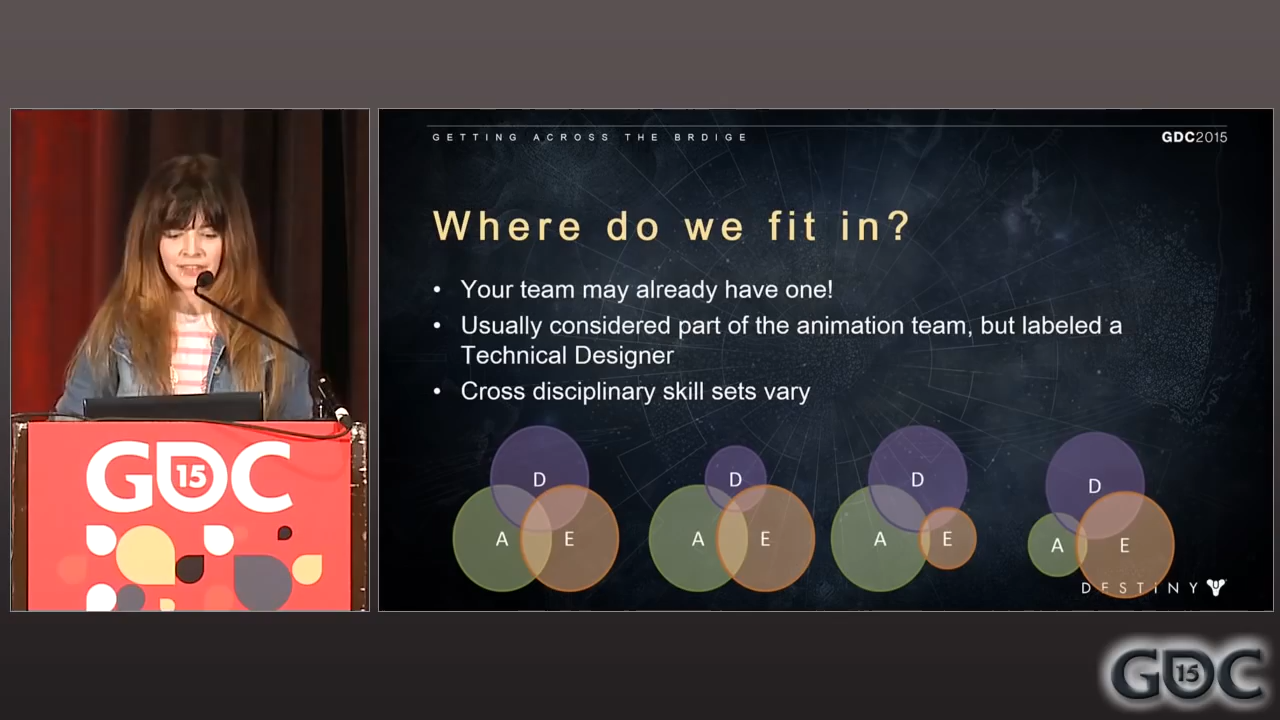 GETTING ACROSS THE BRDIGE
GDC2015
Where do we fit in?
• Your team may already have one!
• Usually considered part of the animation team, but labeled a
Technical Designer
• Cross disciplinary skill sets vary
D
A E
D
A E
D
A E
D
A E
DESTINY
GDC
15
GDC
15